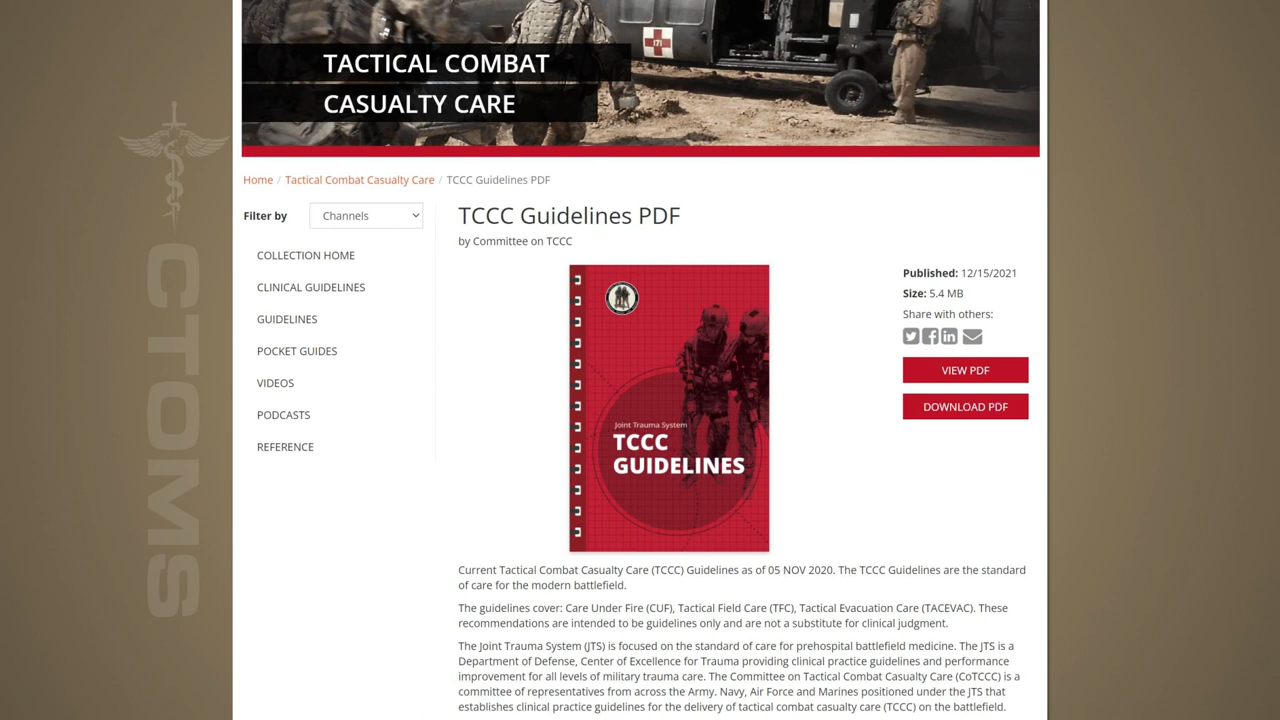 171
TACTICAL COMBAT
CASUALTY CARE
Home / Tactical Combat Casualty Care / TCCC Guidelines PDF
Filter by
Channels
COLLECTION HOME
CLINICAL GUIDELINES
GUIDELINES
POCKET GUIDES
VIDEOS
PODCASTS
REFERENCE
TCCC Guidelines PDF
by Committee on TCCC
Joint Trauma System
TCCC
GUIDELINES
Published: 12/15/2021
Size: 5.4 MB
Share with others:
VIEW PDF
DOWNLOAD PDF
Current Tactical Combat Casualty Care (TCCC) Guidelines as of 05 NOV 2020. The TCCC Guidelines are the standard
of care for the modern battlefield.
The guidelines cover: Care Under Fire (CUF), Tactical Field Care (TFC), Tactical Evacuation Care (TACEVAC). These
recommendations are intended to be guidelines only and are not a substitute for clinical judgment.
The Joint Trauma System (JTS) is focused on the standard of care for prehospital battlefield medicine. The JTS is a
Department of Defense, Center of Excellence for Trauma providing clinical practice guidelines and performance
improvement for all levels of military trauma care. The Committee on Tactical Combat Casualty Care (CoTCCC) is a
committee of representatives from across the Army. Navy, Air Force and Marines positioned under the JTS that
establishes clinical practice guidelines for the delivery of tactical combat casualty care (TCCC) on the battlefield.
CTOMS